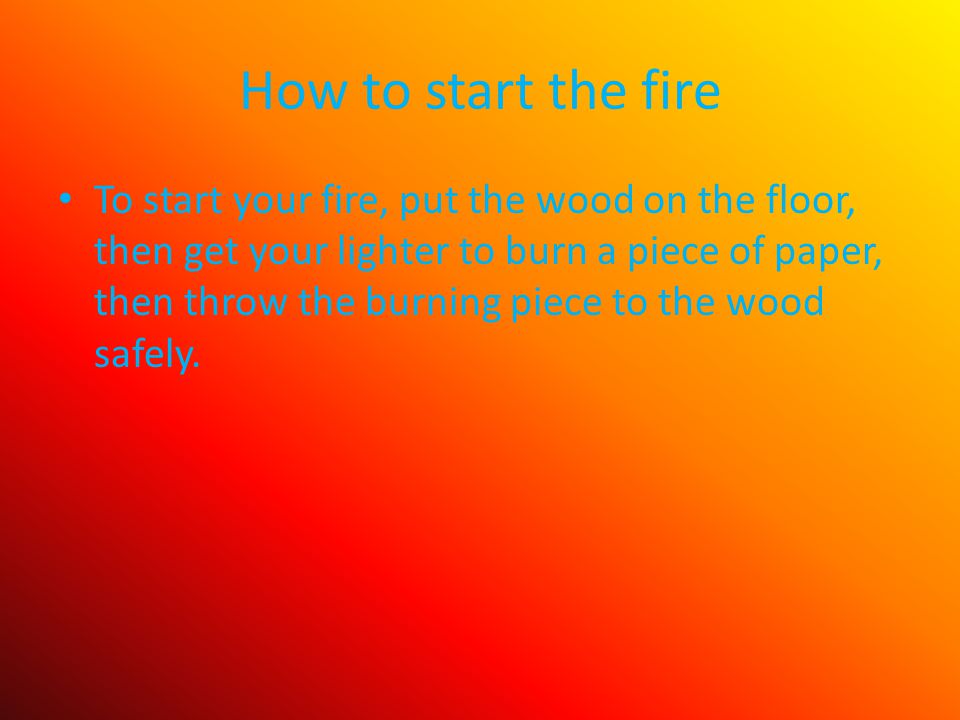 How to start the fire
• To start your fire, put the wood on the floor,
then get your lighter to burn a piece of paper,
then throw the burning piece to the wood
safely.